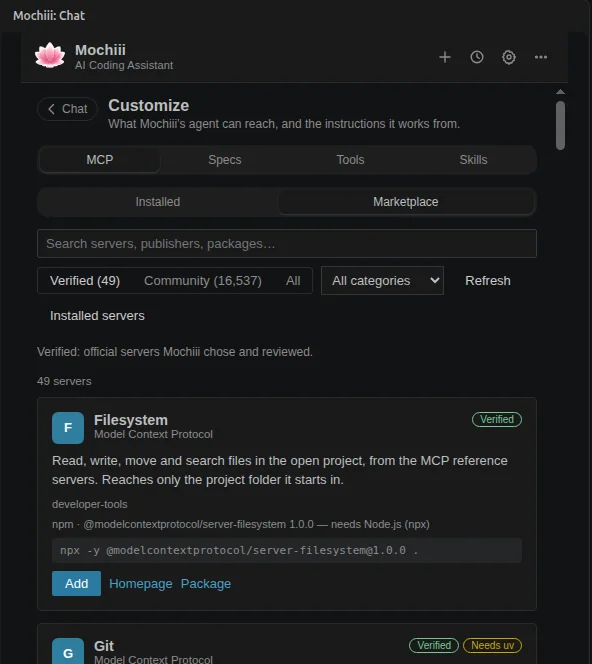 Mochiii: Chat
Mochiii
AI Coding Assistant
Chat
Customize
What Mochiii's agent can reach, and the instructions it works from.
MCP Specs Tools Skills
Installed Marketplace
Search servers, publishers, packages…
Verified (49) Community (16,537) All All categories Refresh
Installed servers
Verified: official servers Mochiii chose and reviewed.
49 servers
F Filesystem Verified
Model Context Protocol
Read, write, move and search files in the open project, from the MCP reference
servers. Reaches only the project folder it starts in.
developer-tools
npm · @modelcontextprotocol/server-filesystem 1.0.0 — needs Node.js (npx)
npx -y @modelcontextprotocol/server-filesystem@1.0.0 .
Add Homepage Package
G Git Verified Needs uv
Model Context Protocol